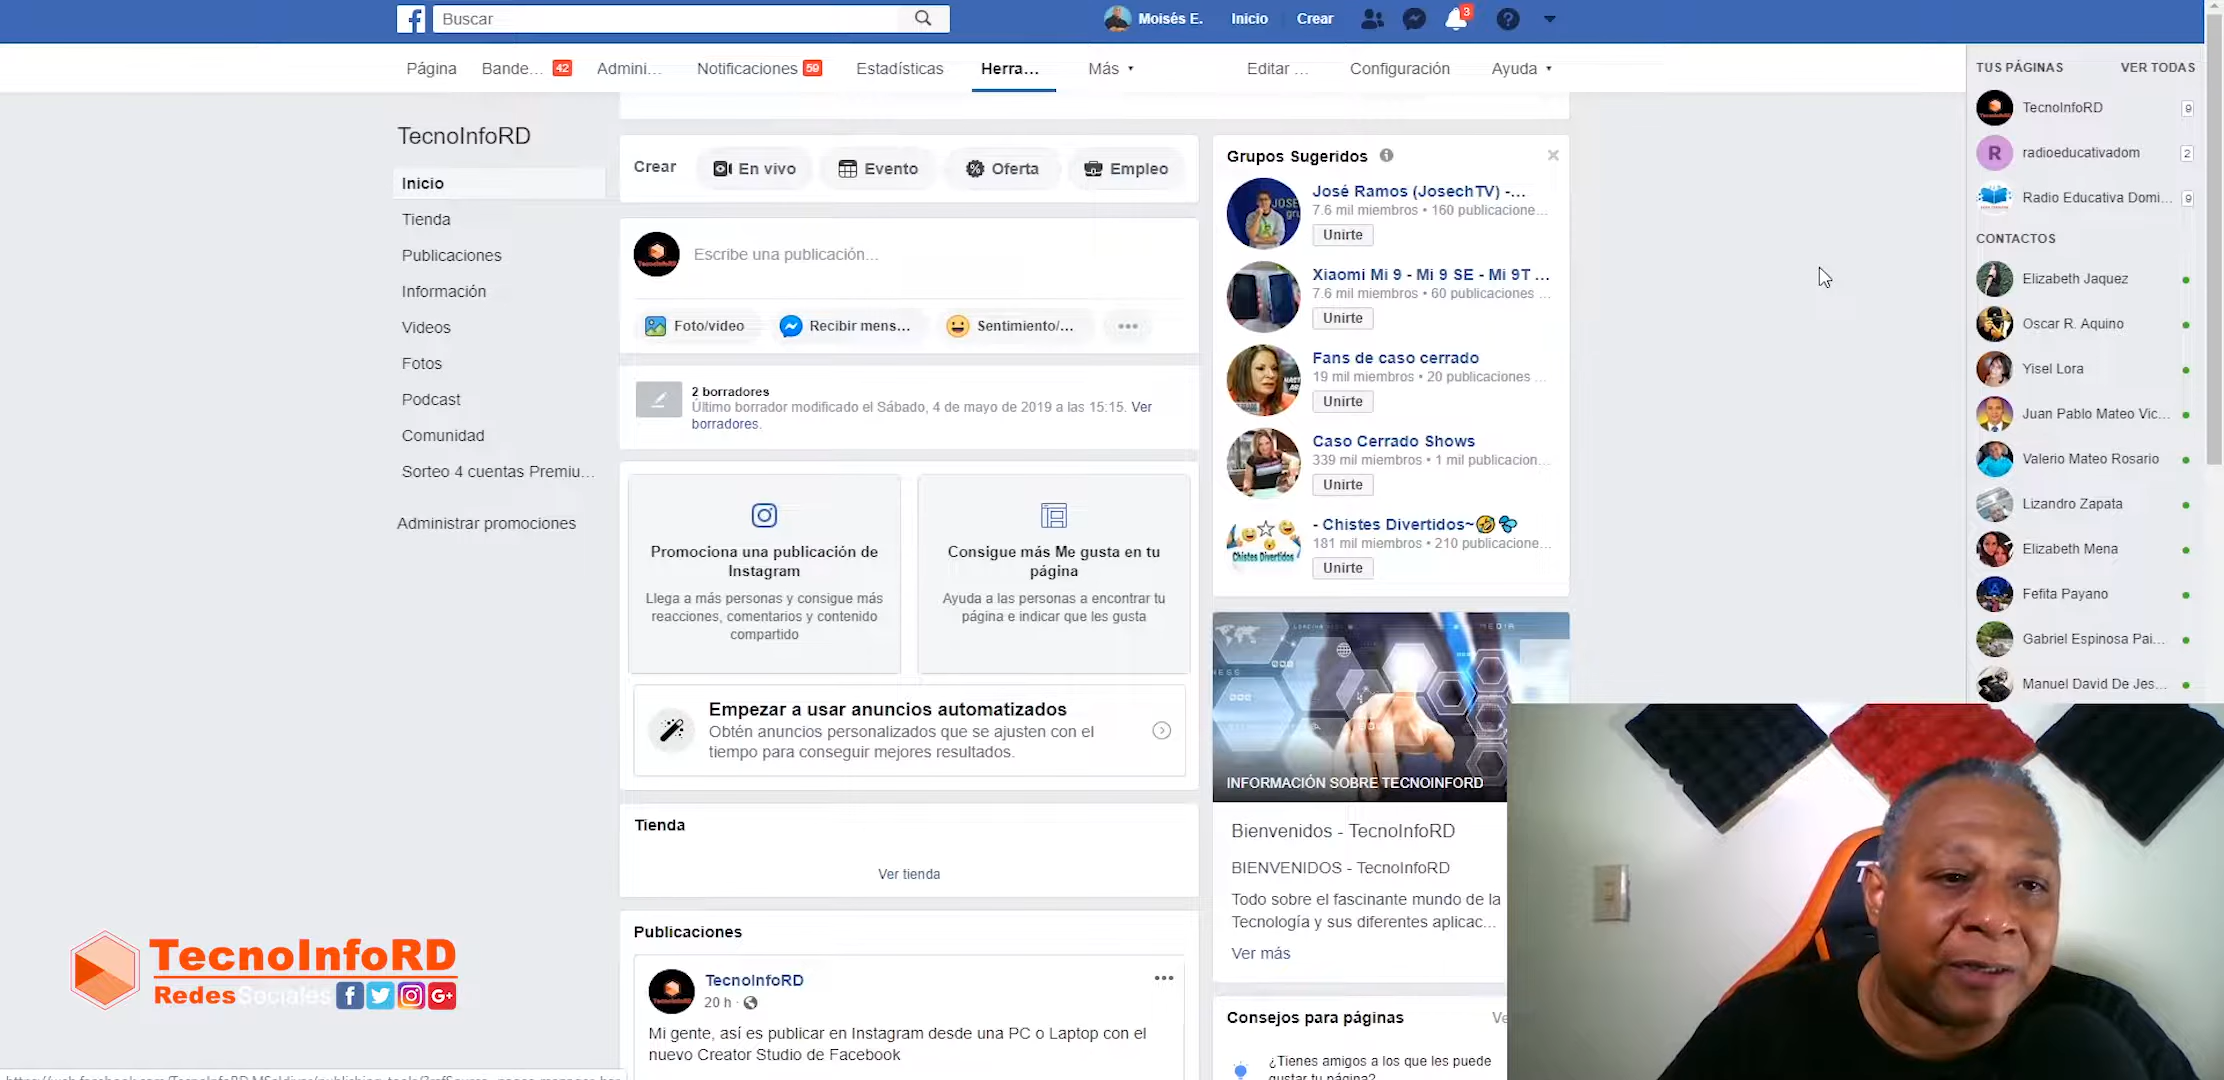 Buscar
Moisés E.
Inicio
Crear
3
Página
Bande...
42
Admini...
Notificaciones
59
Estadísticas
Herra...
Más
Editar ...
Configuración
Ayuda
TecnoInfoRD
Inicio
Tienda
Publicaciones
Información
Videos
Fotos
Podcast
Comunidad
Sorteo 4 cuentas Premiu...
Administrar promociones
Crear
En vivo
Evento
Oferta
Empleo
Escribe una publicación...
Foto/video
Recibir mens...
Sentimiento/...
2 borradores
Último borrador modificado el Sábado, 4 de mayo de 2019 a las 15:15. Ver
borradores.
Promociona una publicación de
Instagram
Llega a más personas y consigue más
reacciones, comentarios y contenido
compartido
Consigue más Me gusta en tu
página
Ayuda a las personas a encontrar tu
página e indicar que les gusta
Empezar a usar anuncios automatizados
Obtén anuncios personalizados que se ajusten con el
tiempo para conseguir mejores resultados.
Tienda
Ver tienda
Publicaciones
TecnoInfoRD
20 h
Mi gente, así es publicar en Instagram desde una PC o Laptop con el
nuevo Creator Studio de Facebook
Grupos Sugeridos
José Ramos (JosechTV) -...
7.6 mil miembros • 160 publicacione...
Unirte
Xiaomi Mi 9 - Mi 9 SE - Mi 9T ...
7.6 mil miembros • 60 publicaciones ...
Unirte
Fans de caso cerrado
19 mil miembros • 20 publicaciones ...
Unirte
Caso Cerrado Shows
339 mil miembros • 1 mil publicacion...
Unirte
- Chistes Divertidos~🤣💦
181 mil miembros • 210 publicacione...
Unirte
Chistes Divertidos
MEDIA
INFORMACIÓN SOBRE TECNOINFORD
Bienvenidos - TecnoInfoRD
BIENVENIDOS - TecnoInfoRD
Todo sobre el fascinante mundo de la
Tecnología y sus diferentes aplicac...
Ver más
Consejos para páginas
Ve
¿Tienes amigos a los que les puede
gustar tu página?
TUS PÁGINAS
VER TODAS
TecnoInfoRD
9
R
radioeducativadom
2
Radio Educativa Domi...
9
CONTACTOS
Elizabeth Jaquez
Oscar R. Aquino
Yisel Lora
Juan Pablo Mateo Vic...
Valerio Mateo Rosario
Lizandro Zapata
Elizabeth Mena
Fefita Payano
Gabriel Espinosa Pai...
Manuel David De Jes...
TecnoInfoRD
Redes Sociales